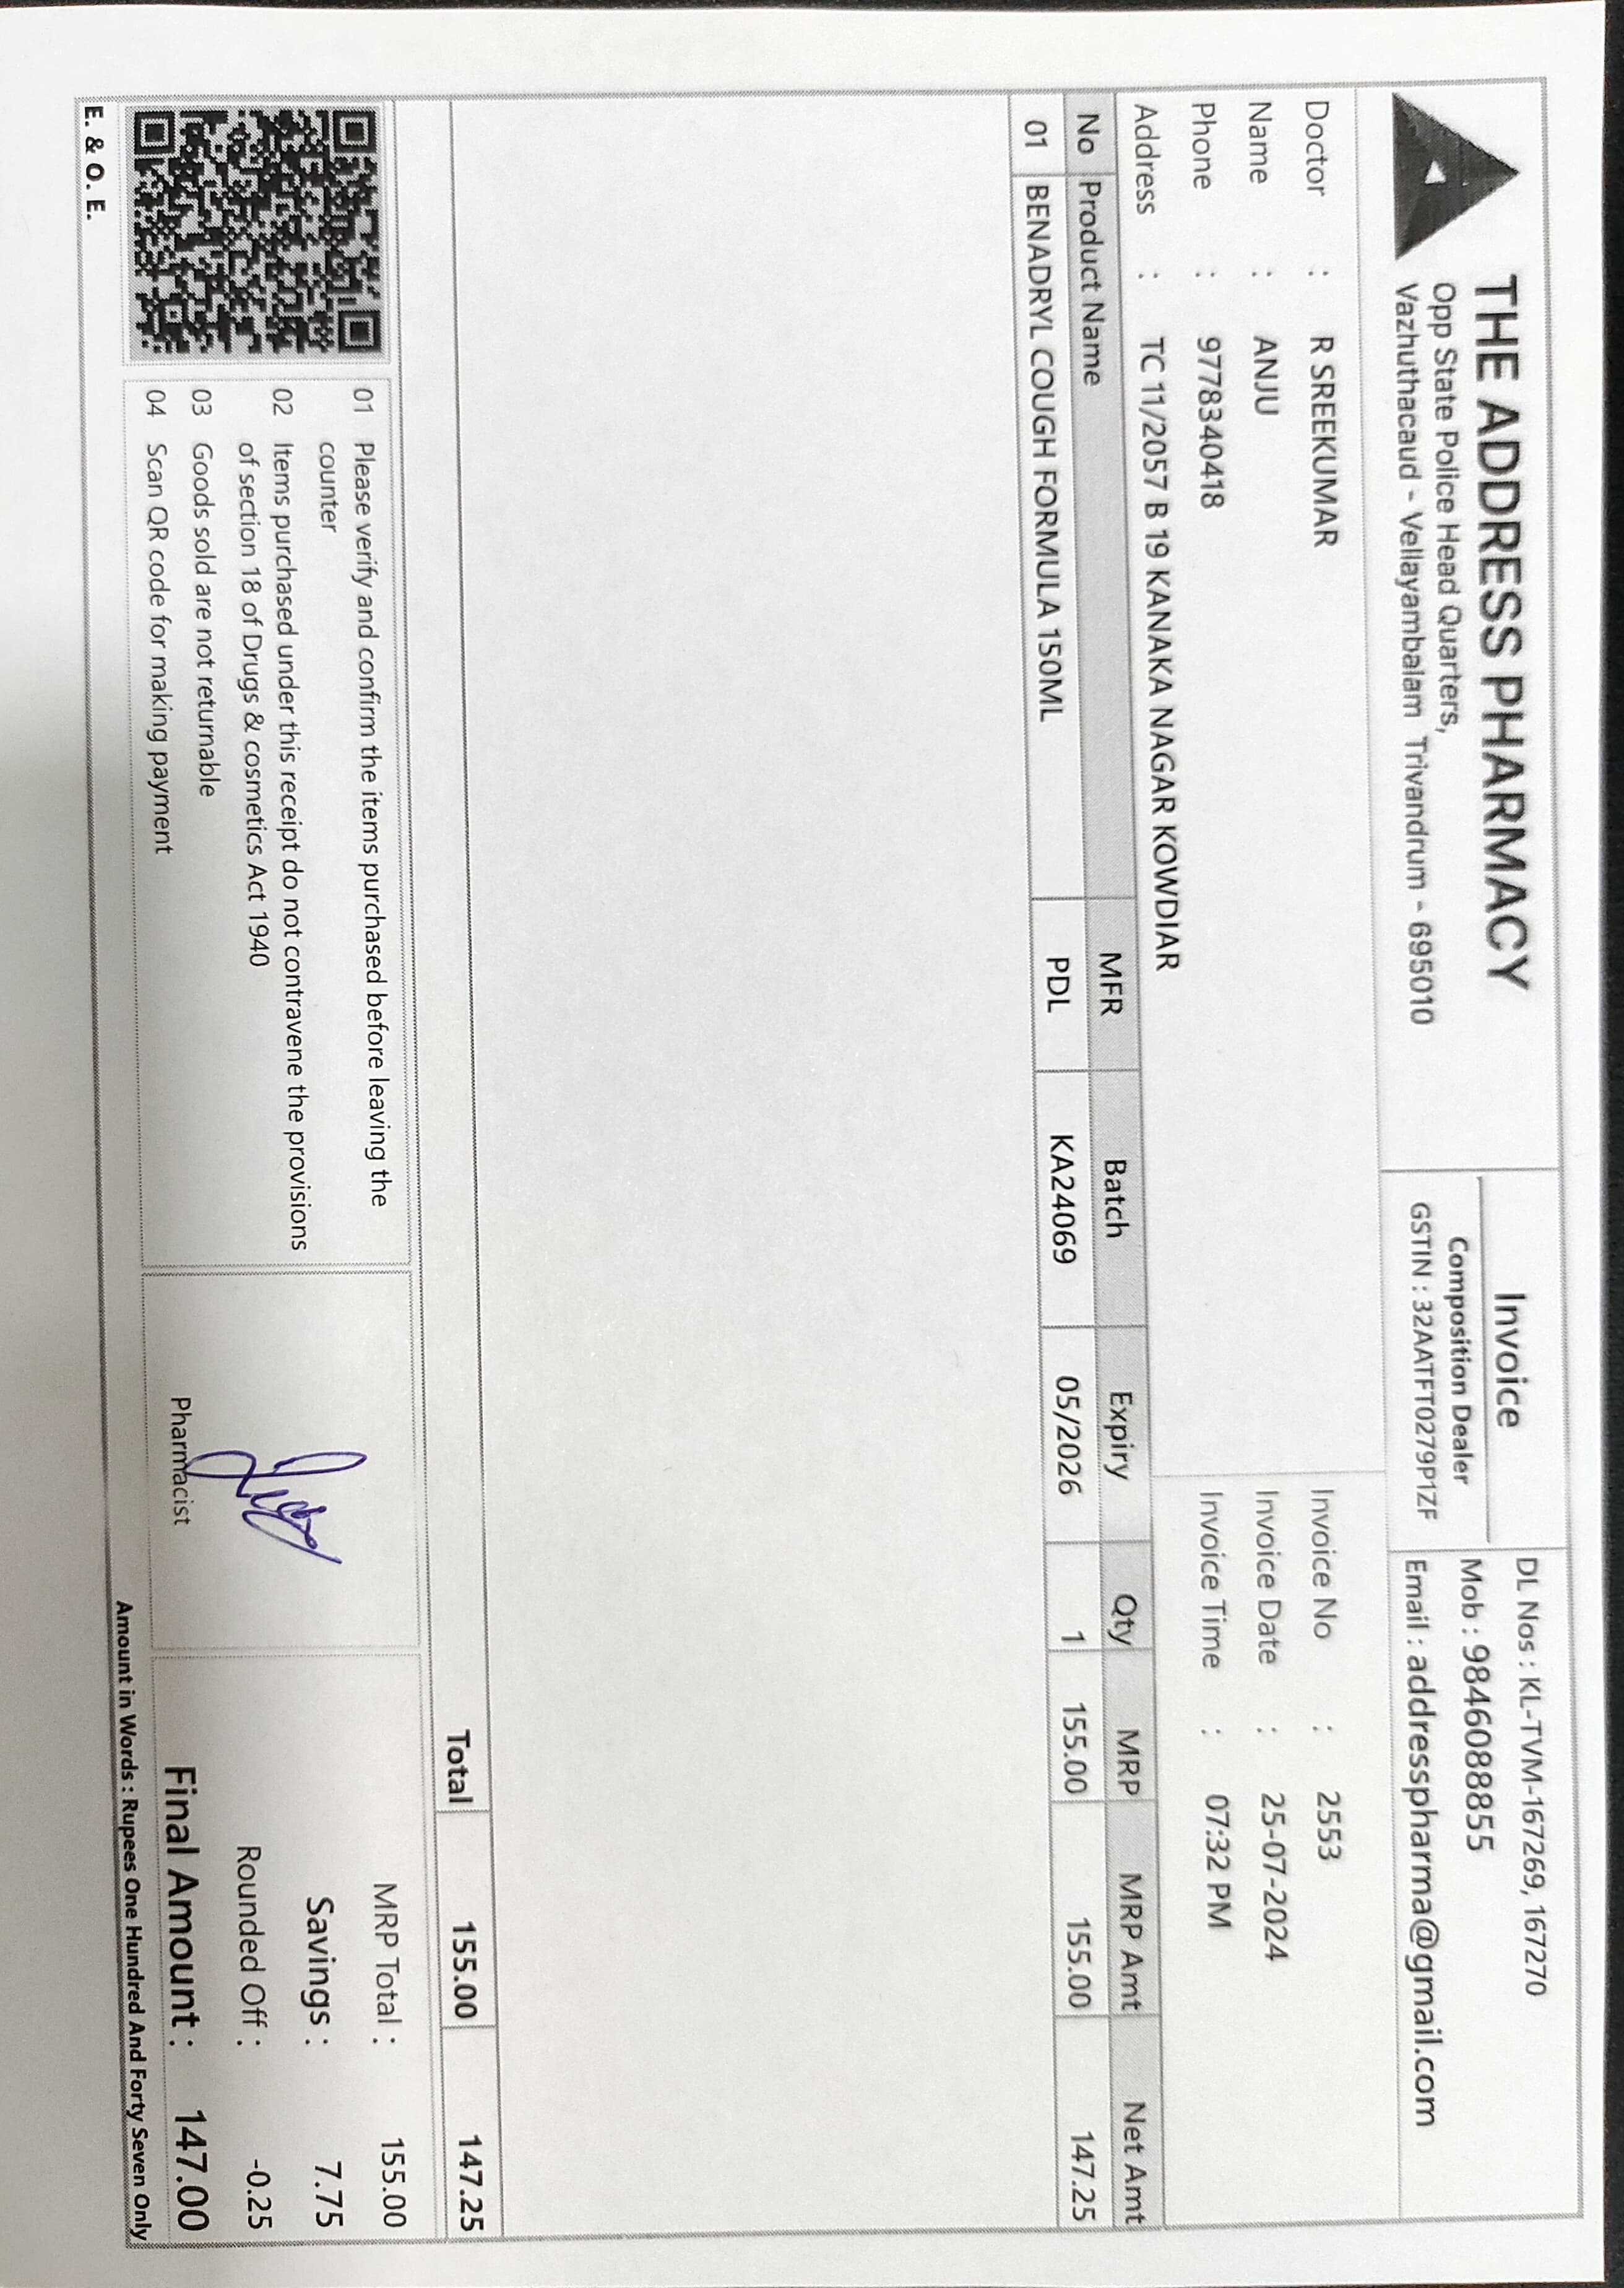 THE ADDRESS PHARMACY
Opp State Police Head Quarters,
Vazhuthacaud - Vellayambalam Trivandrum - 695010
Invoice
Composition Dealer
GSTIN : 32AATFT0279P1ZF
DL Nos : KL-TVM-167269, 167270
Mob : 9846088855
Email : addresspharma@gmail.com
Doctor : R SREEKUMAR
Name : ANJU
Phone : 9778340418
Address : TC 11/2057 B 19 KANAKA NAGAR KOWDIAR
Invoice No : 2553
Invoice Date : 25-07-2024
Invoice Time : 07:32 PM
No Product Name MFR Batch Expiry Qty MRP MRP Amt Net Amt
01 BENADRYL COUGH FORMULA 150ML PDL KA24069 05/2026 1 155.00 155.00 147.25
Total 155.00 147.25
01 Please verify and confirm the items purchased before leaving the
counter
02 Items purchased under this receipt do not contravene the provisions
of section 18 of Drugs & cosmetics Act 1940
03 Goods sold are not returnable
04 Scan QR code for making payment
Pharmacist
MRP Total : 155.00
Savings : 7.75
Rounded Off : -0.25
Final Amount : 147.00
Amount in Words : Rupees One Hundred And Forty Seven Only
E. & O. E.